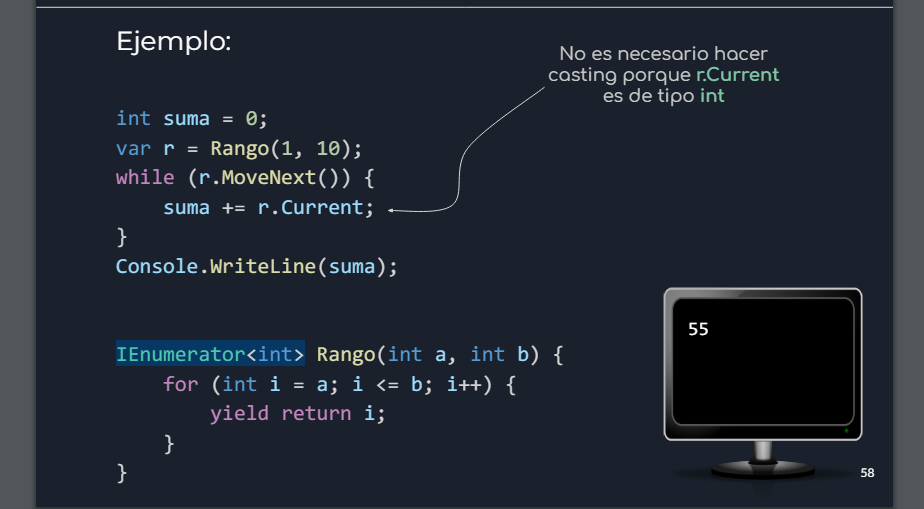 Ejemplo:
No es necesario hacer
casting porque r.Current
es de tipo int
int suma = 0;
var r = Rango(1, 10);
while (r.MoveNext()) {
    suma += r.Current;
}
Console.WriteLine(suma);
IEnumerator<int> Rango(int a, int b) {
    for (int i = a; i <= b; i++) {
        yield return i;
    }
}
55
58